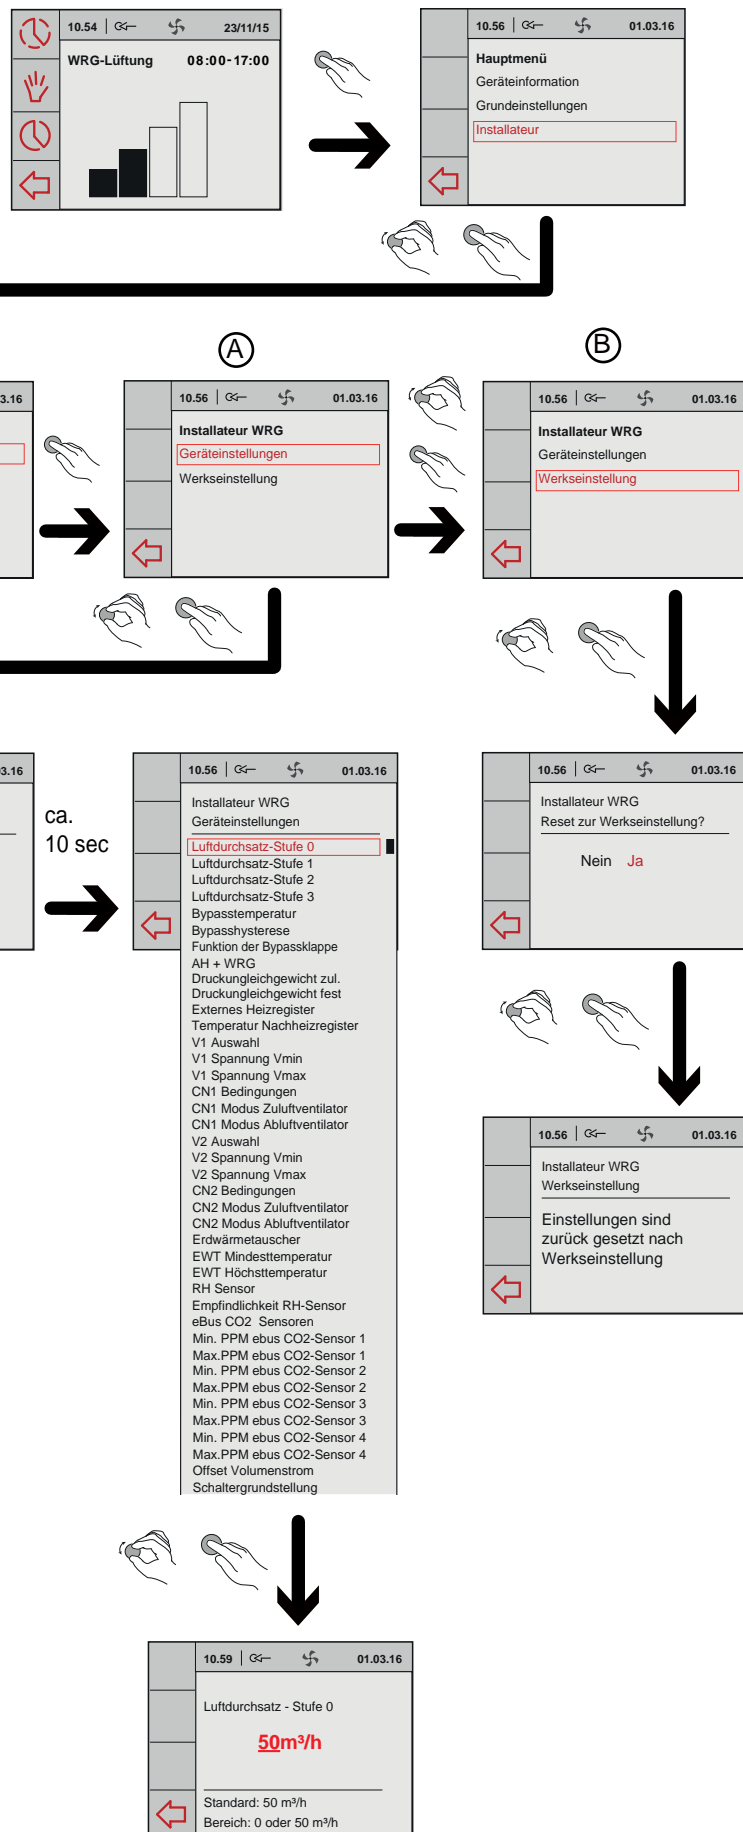 10.54 23/11/15
WRG-Lüftung 08:00-17:00
10.56 01.03.16
Hauptmenü
Geräteinformation
Grundeinstellungen
Installateur
A
B
3.16
10.56 01.03.16
Installateur WRG
Geräteinstellungen
Werkseinstellung
10.56 01.03.16
Installateur WRG
Geräteinstellungen
Werkseinstellung
03.16
ca.
10 sec
10.56 01.03.16
Installateur WRG
Geräteinstellungen
Luftdurchsatz-Stufe 0
Luftdurchsatz-Stufe 1
Luftdurchsatz-Stufe 2
Luftdurchsatz-Stufe 3
Bypasstemperatur
Bypasshysterese
Funktion der Bypassklappe
AH + WRG
Druckungleichgewicht zul.
Druckungleichgewicht fest
Externes Heizregister
Temperatur Nachheizregister
V1 Auswahl
V1 Spannung Vmin
V1 Spannung Vmax
CN1 Bedingungen
CN1 Modus Zuluftventilator
CN1 Modus Abluftventilator
V2 Auswahl
V2 Spannung Vmin
V2 Spannung Vmax
CN2 Bedingungen
CN2 Modus Zuluftventilator
CN2 Modus Abluftventilator
Erdwärmetauscher
EWT Mindesttemperatur
EWT Höchsttemperatur
RH Sensor
Empfindlichkeit RH-Sensor
eBus CO2 Sensoren
Min. PPM ebus CO2-Sensor 1
Max.PPM ebus CO2-Sensor 1
Min. PPM ebus CO2-Sensor 2
Max.PPM ebus CO2-Sensor 2
Min. PPM ebus CO2-Sensor 3
Max.PPM ebus CO2-Sensor 3
Min. PPM ebus CO2-Sensor 4
Max.PPM ebus CO2-Sensor 4
Offset Volumenstrom
Schaltergrundstellung
10.56 01.03.16
Installateur WRG
Reset zur Werkseinstellung?
Nein Ja
10.56 01.03.16
Installateur WRG
Werkseinstellung
Einstellungen sind
zurück gesetzt nach
Werkseinstellung
10.59 01.03.16
Luftdurchsatz - Stufe 0
50m³/h
Standard: 50 m³/h
Bereich: 0 oder 50 m³/h